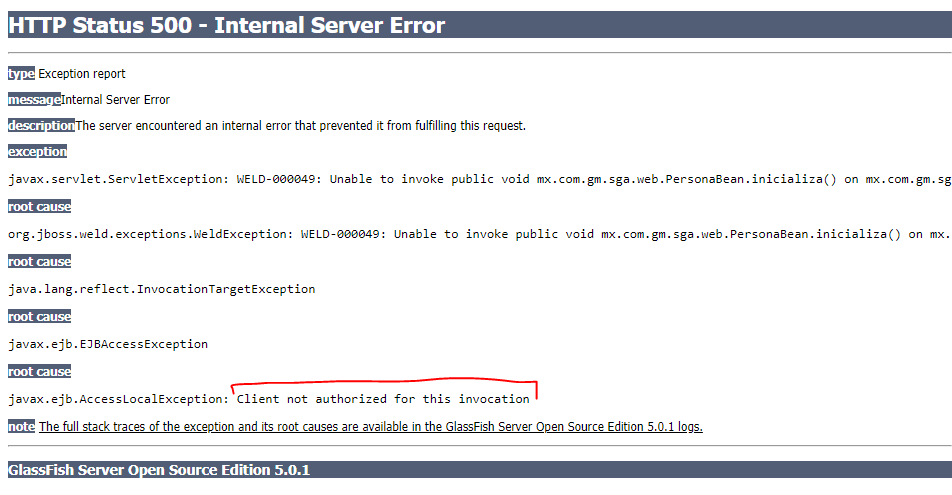 HTTP Status 500 - Internal Server Error
type Exception report
messageInternal Server Error
descriptionThe server encountered an internal error that prevented it from fulfilling this request.
exception
javax.servlet.ServletException: WELD-000049: Unable to invoke public void mx.com.gm.sga.web.PersonaBean.inicializa() on mx.com.gm.sg
root cause
org.jboss.weld.exceptions.WeldException: WELD-000049: Unable to invoke public void mx.com.gm.sga.web.PersonaBean.inicializa() on mx.
root cause
java.lang.reflect.InvocationTargetException
root cause
javax.ejb.EJBAccessException
root cause
javax.ejb.AccessLocalException: Client not authorized for this invocation
note The full stack traces of the exception and its root causes are available in the GlassFish Server Open Source Edition 5.0.1 logs.
GlassFish Server Open Source Edition 5.0.1